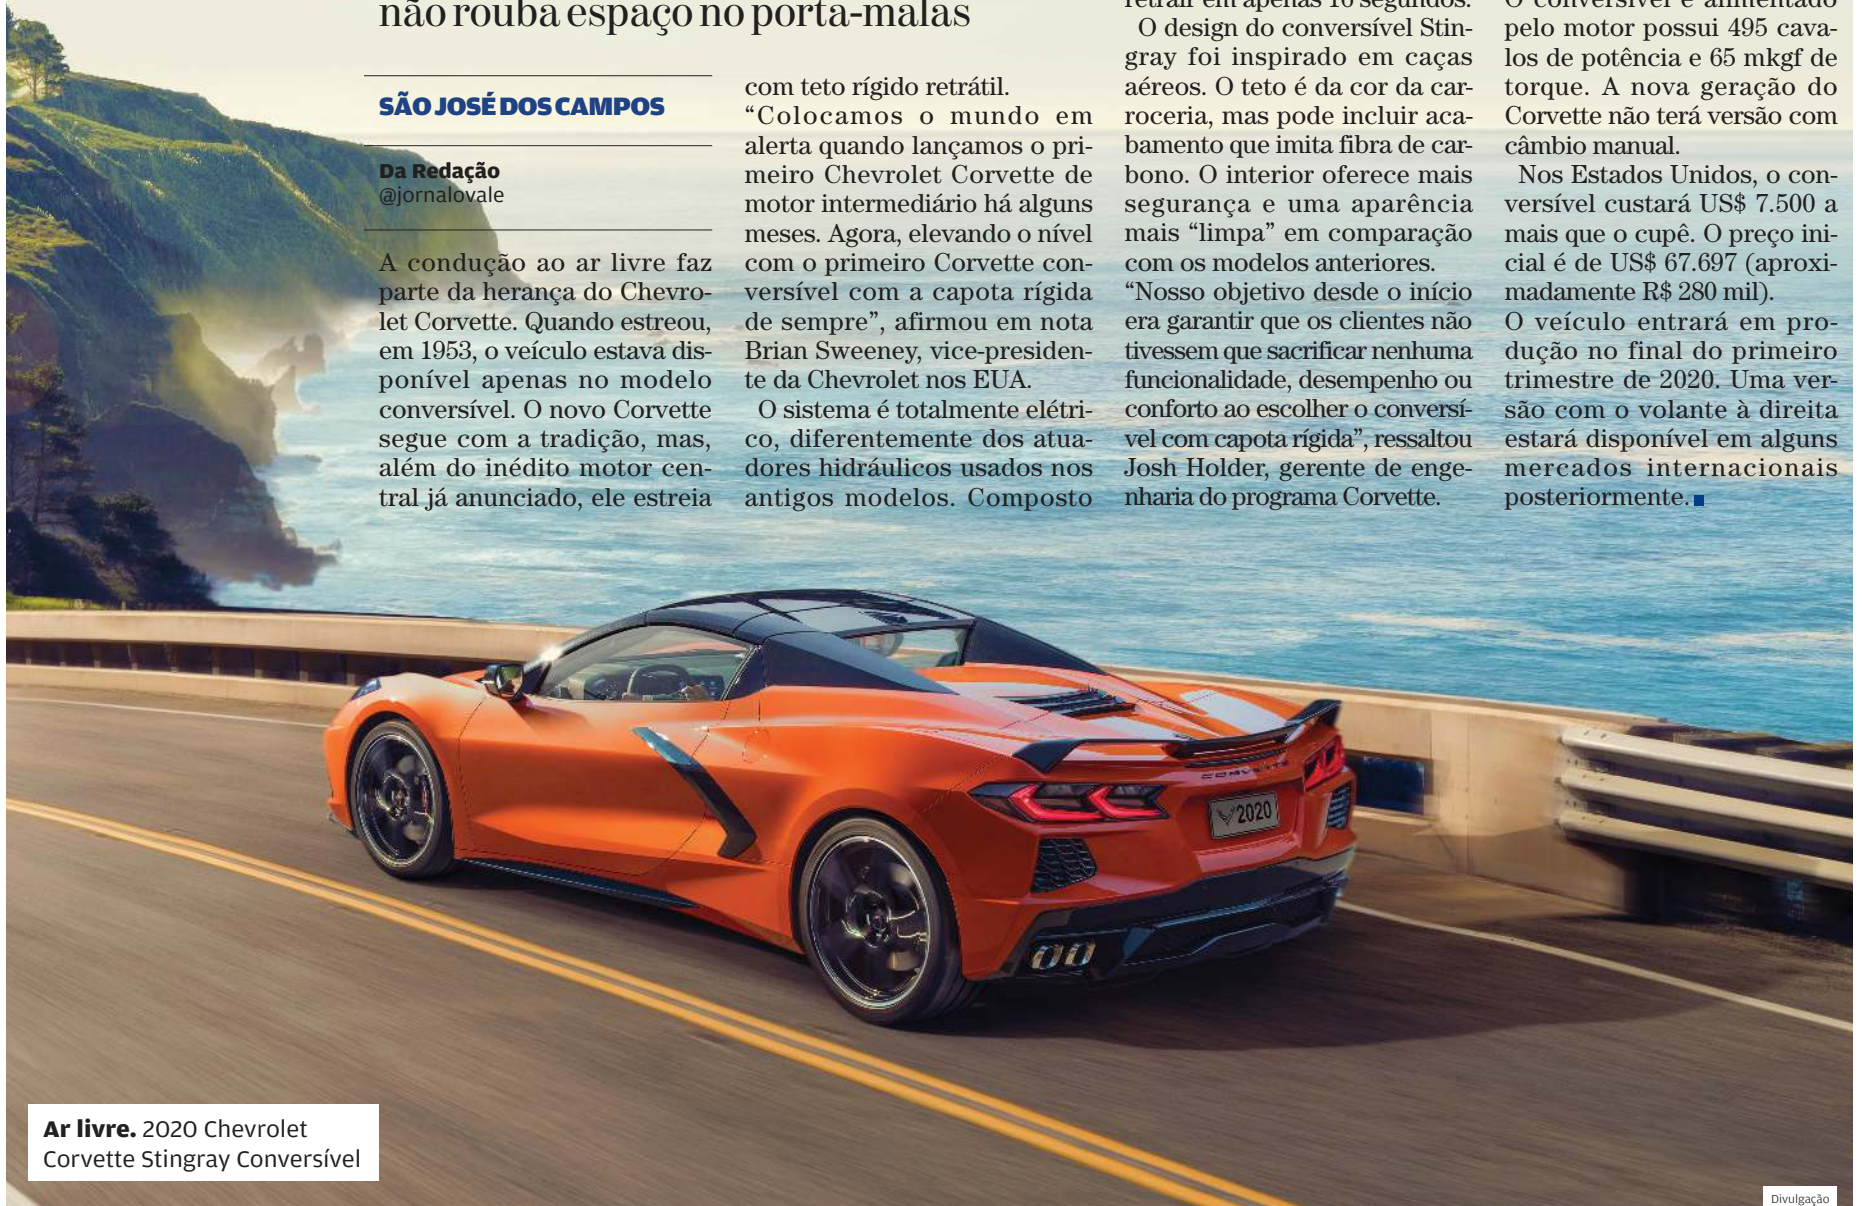 não rouba espaço no porta-malas
SÃO JOSÉ DOS CAMPOS
Da Redação
@jornalovale
A condução ao ar livre faz
parte da herança do Chevro-
let Corvette. Quando estreou,
em 1953, o veículo estava dis-
ponível apenas no modelo
conversível. O novo Corvette
segue com a tradição, mas,
além do inédito motor cen-
tral já anunciado, ele estreia
com teto rígido retrátil.
“Colocamos o mundo em
alerta quando lançamos o pri-
meiro Chevrolet Corvette de
motor intermediário há alguns
meses. Agora, elevando o nível
com o primeiro Corvette con-
versível com a capota rígida
de sempre”, afirmou em nota
Brian Sweeney, vice-presiden-
te da Chevrolet nos EUA.
O sistema é totalmente elétri-
co, diferentemente dos atua-
dores hidráulicos usados nos
antigos modelos. Composto
retrair em apenas 16 segundos.
O design do conversível Stin-
gray foi inspirado em caças
aéreos. O teto é da cor da car-
roceria, mas pode incluir aca-
bamento que imita fibra de car-
bono. O interior oferece mais
segurança e uma aparência
mais “limpa” em comparação
com os modelos anteriores.
“Nosso objetivo desde o início
era garantir que os clientes não
tivessem que sacrificar nenhuma
funcionalidade, desempenho ou
conforto ao escolher o conversí-
vel com capota rígida”, ressaltou
Josh Holder, gerente de enge-
nharia do programa Corvette.
O conversível é alimentado
pelo motor possui 495 cava-
los de potência e 65 mkgf de
torque. A nova geração do
Corvette não terá versão com
câmbio manual.
Nos Estados Unidos, o con-
versível custará US$ 7.500 a
mais que o cupê. O preço ini-
cial é de US$ 67.697 (aproxi-
madamente R$ 280 mil).
O veículo entrará em pro-
dução no final do primeiro
trimestre de 2020. Uma ver-
são com o volante à direita
estará disponível em alguns
mercados internacionais
posteriormente.
CORVETTE
2020
Ar livre. 2020 Chevrolet
Corvette Stingray Conversível
Divulgação